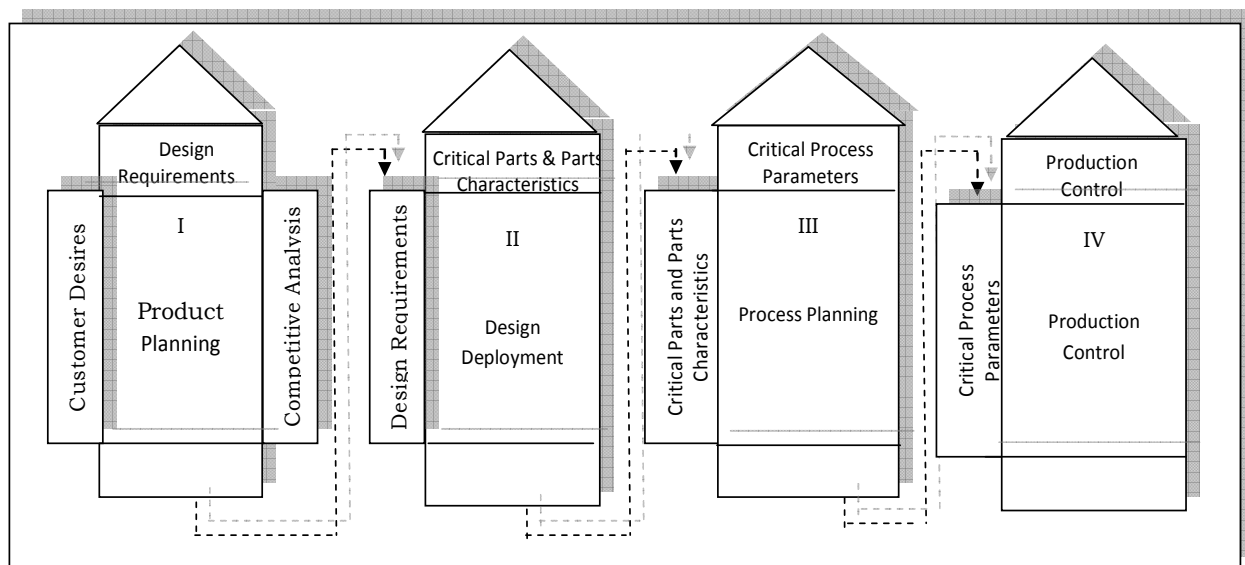 Design
Requirements
I
Product
Planning
Customer Desires
Competitive Analysis
Critical Parts & Parts
Characteristics
II
Design
Deployment
Design Requirements
Critical Process
Parameters
III
Process Planning
Critical Parts and Parts
Characteristics
Production
Control
IV
Production
Control
Critical Process
Parameters